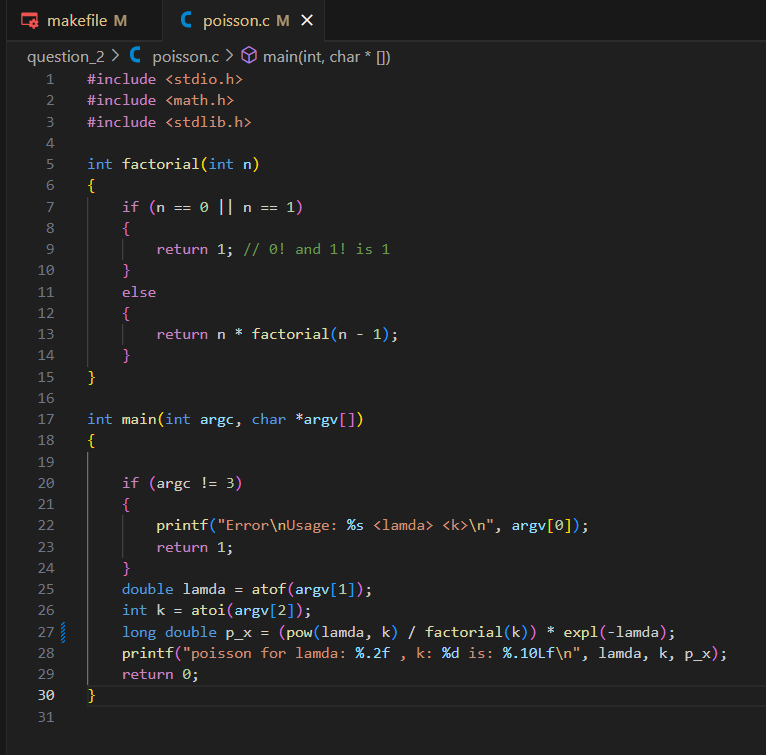 makefile M
poisson.c M
question_2 > poisson.c > main(int, char * [])
1 #include <stdio.h>
2 #include <math.h>
3 #include <stdlib.h>
4
5 int factorial(int n)
6 {
7     if (n == 0 || n == 1)
8     {
9         return 1; // 0! and 1! is 1
10     }
11     else
12     {
13         return n * factorial(n - 1);
14     }
15 }
16
17 int main(int argc, char *argv[])
18 {
19
20     if (argc != 3)
21     {
22         printf("Error\nUsage: %s <lamda> <k>\n", argv[0]);
23         return 1;
24     }
25     double lamda = atof(argv[1]);
26     int k = atoi(argv[2]);
27     long double p_x = (pow(lamda, k) / factorial(k)) * expl(-lamda);
28     printf("poisson for lamda: %.2f , k: %d is: %.10Lf\n", lamda, k, p_x);
29     return 0;
30 }
31